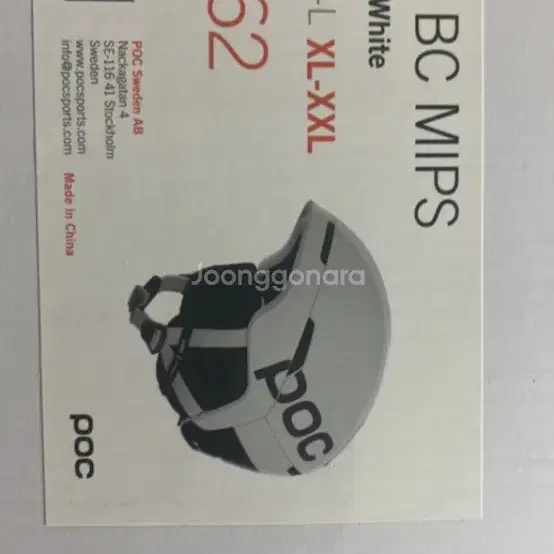 BC MIPS
White
-L XL-XXL
62
POC Sweden AB
Nackagatan 4
SE-116 41 Stockholm
Sweden
www.pocsports.com
info@pocsports.com
Made in China
poc
poc
Joonggonara